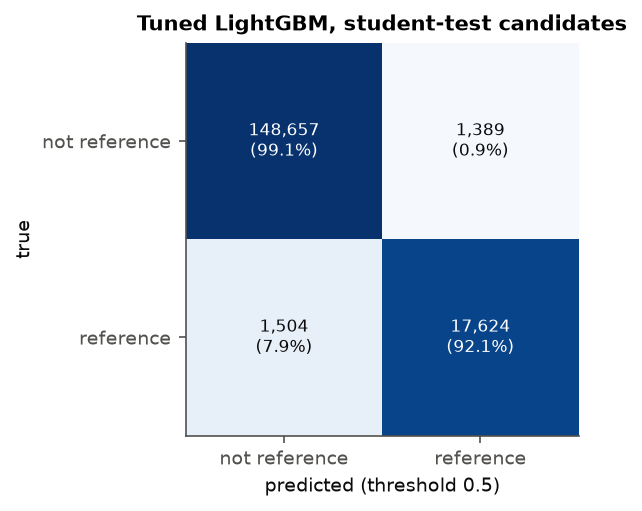 Tuned LightGBM, student-test candidates
not reference
148,657
(99.1%)
1,389
(0.9%)
true
reference
1,504
(7.9%)
17,624
(92.1%)
not reference
reference
predicted (threshold 0.5)